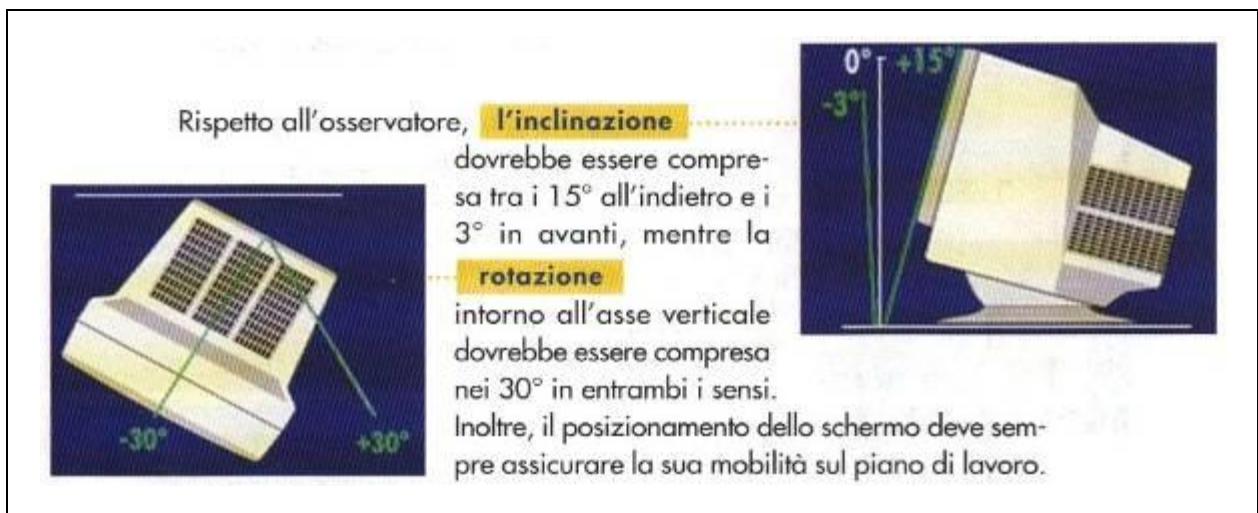 0° +15°
-3°
Rispetto all'osservatore, l'inclinazione
dovrebbe essere compre-
sa tra i 15° all'indietro e i
3° in avanti, mentre la
rotazione
intorno all'asse verticale
dovrebbe essere compresa
nei 30° in entrambi i sensi.
Inoltre, il posizionamento dello schermo deve sem-
pre assicurare la sua mobilità sul piano di lavoro.
-30° +30°